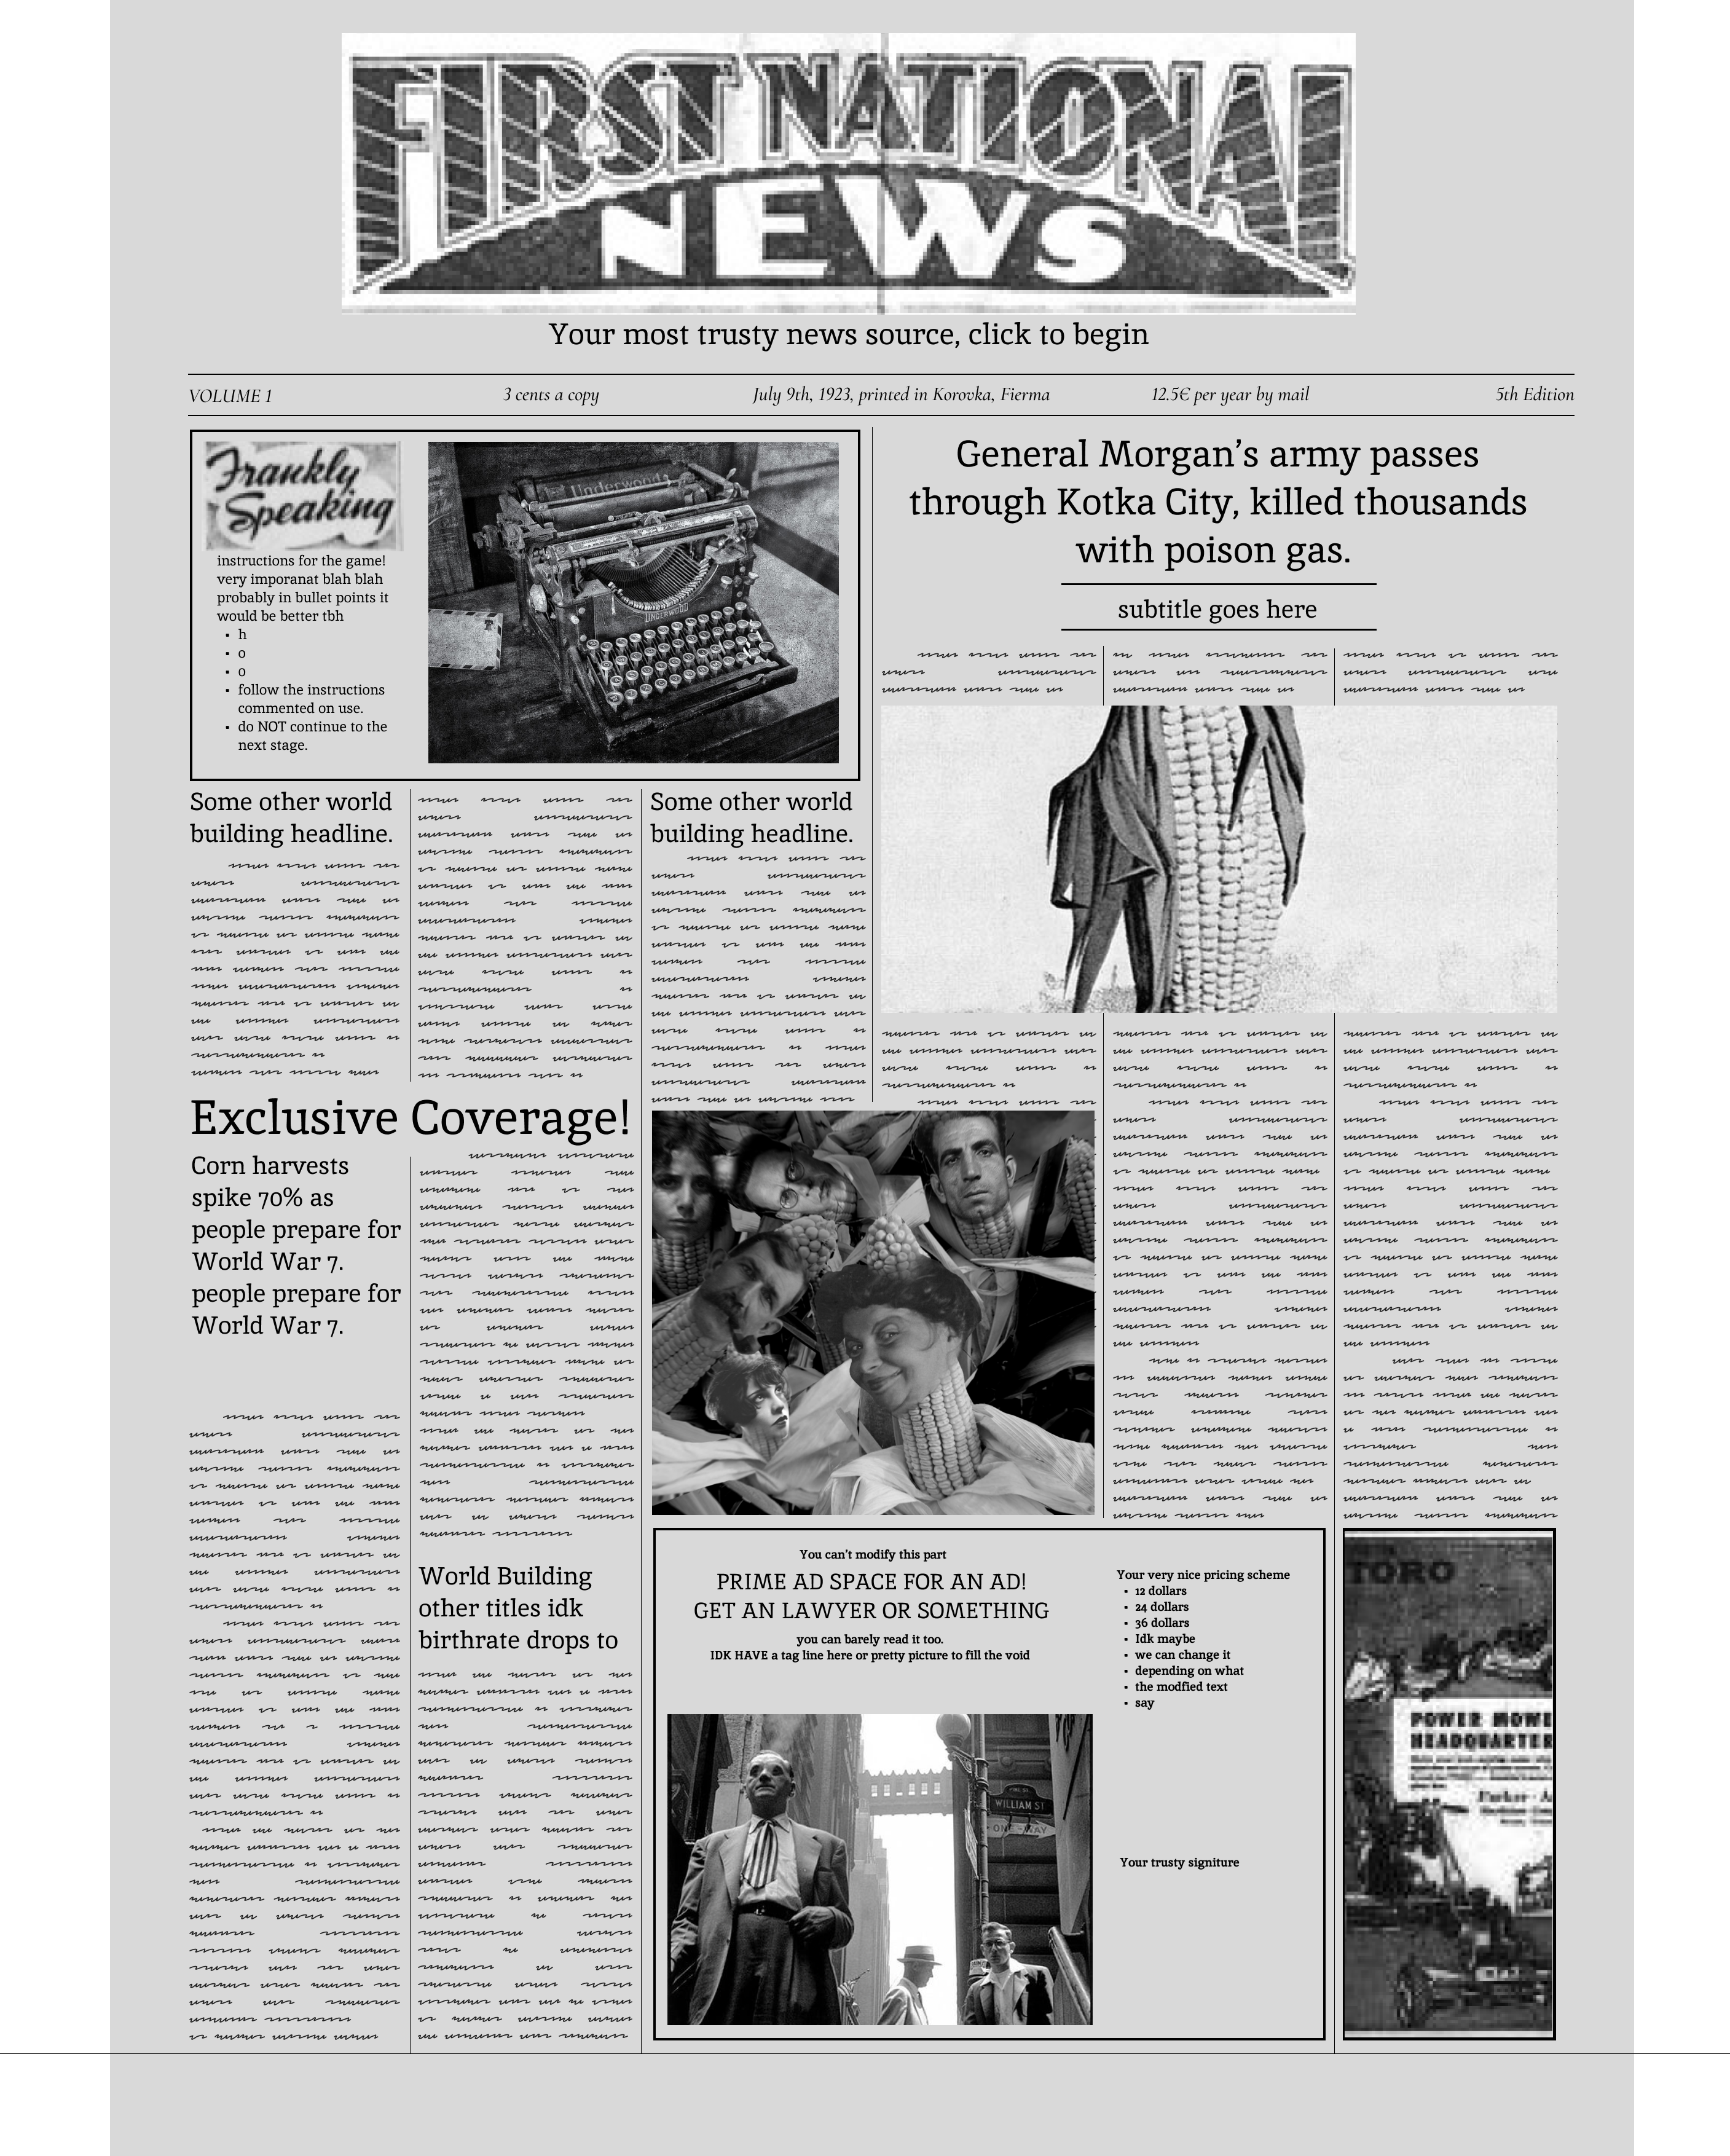 FIRST NATIONAL
NEWS
Your most trusty news source, click to begin
VOLUME 1
3 cents a copy
July 9th, 1923, printed in Korovka, Fierma
12.5€ per year by mail
5th Edition
Frankly
Speaking
instructions for the game!
very imporanat blah blah
probably in bullet points it
would be better tbh
▪ h
▪ o
▪ o
▪ follow the instructions
commented on use.
▪ do NOT continue to the
next stage.
Underwood
UNDERWOOD
General Morgan’s army passes
through Kotka City, killed thousands
with poison gas.
subtitle goes here
Some other world
building headline.
Some other world
building headline.
Exclusive Coverage!
Corn harvests
spike 70% as
people prepare for
World War 7.
people prepare for
World War 7.
World Building
other titles idk
birthrate drops to
You can’t modify this part
PRIME AD SPACE FOR AN AD!
GET AN LAWYER OR SOMETHING
you can barely read it too.
IDK HAVE a tag line here or pretty picture to fill the void
Your very nice pricing scheme
▪ 12 dollars
▪ 24 dollars
▪ 36 dollars
▪ Idk maybe
▪ we can change it
▪ depending on what
▪ the modfied text
▪ say
WILLIAM ST
ONE-WAY
Your trusty signiture
TORO
POWER MOWE
HEADQUARTER